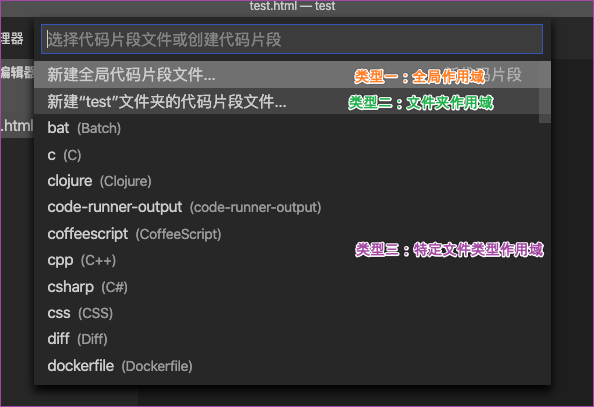 test.html — test
选择代码片段文件或创建代码片段
理器
编辑器
新建全局代码片段文件...
类型一：全局作用域
段
新建“test”文件夹的代码片段文件...
类型二：文件夹作用域
.html
bat (Batch)
c (C)
clojure (Clojure)
code-runner-output (code-runner-output)
coffeescript (CoffeeScript)
类型三：特定文件类型作用域
cpp (C++)
csharp (C#)
css (CSS)
diff (Diff)
dockerfile (Dockerfile)